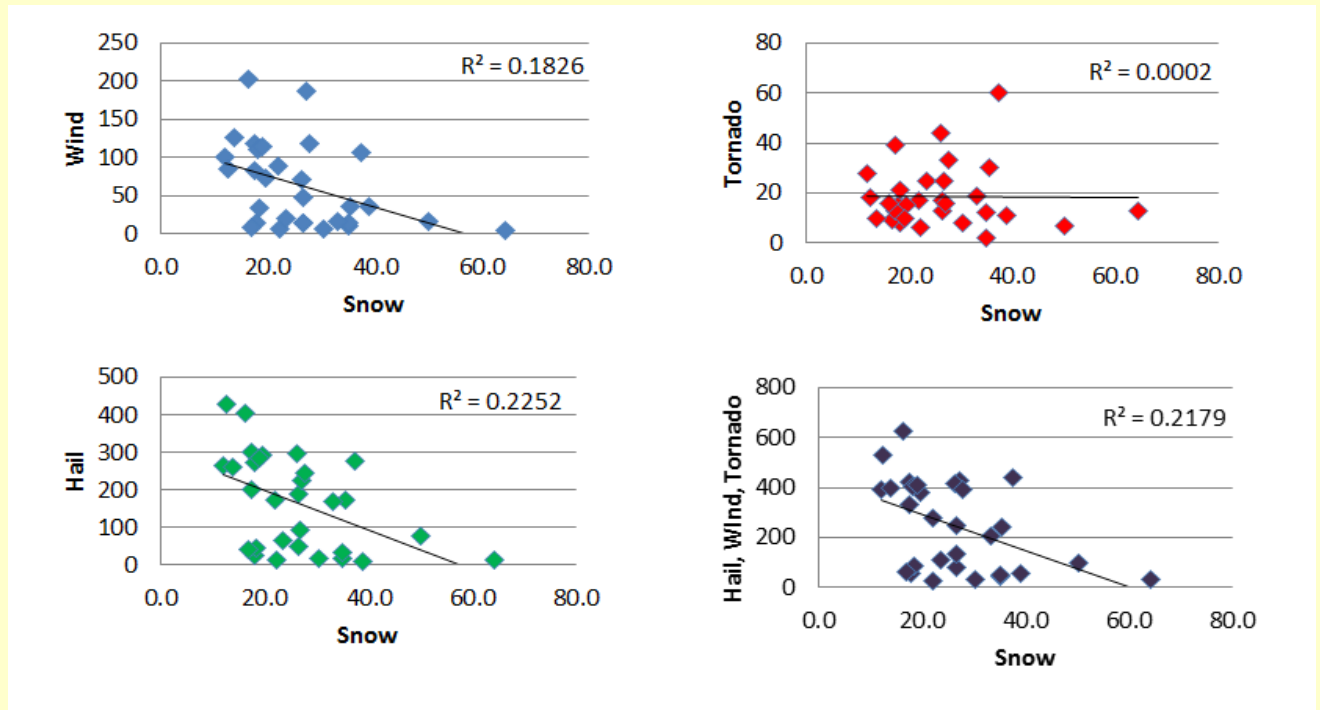 250
200
150
100
50
0
Wind
R² = 0.1826
0.0 20.0 40.0 60.0 80.0
Snow
80
60
40
20
0
Tornado
R² = 0.0002
0.0 20.0 40.0 60.0 80.0
Snow
500
400
300
200
100
0
Hail
R² = 0.2252
0.0 20.0 40.0 60.0 80.0
Snow
800
600
400
200
0
Hail, WInd, Tornado
R² = 0.2179
0.0 20.0 40.0 60.0 80.0
Snow